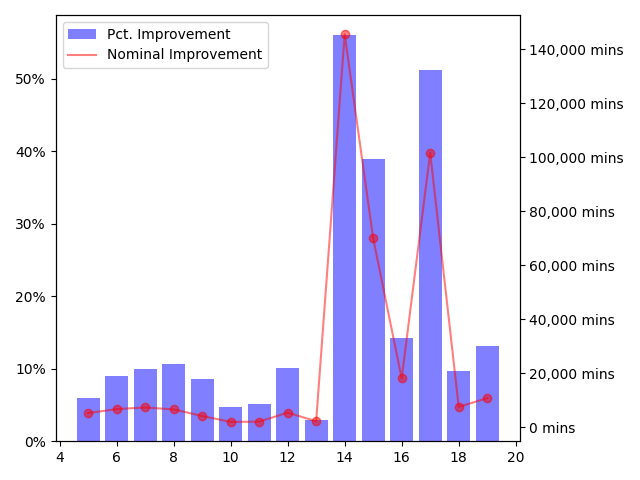 Pct. Improvement
Nominal Improvement
50%
40%
30%
20%
10%
0%
140,000 mins
120,000 mins
100,000 mins
80,000 mins
60,000 mins
40,000 mins
20,000 mins
0 mins
4 6 8 10 12 14 16 18 20